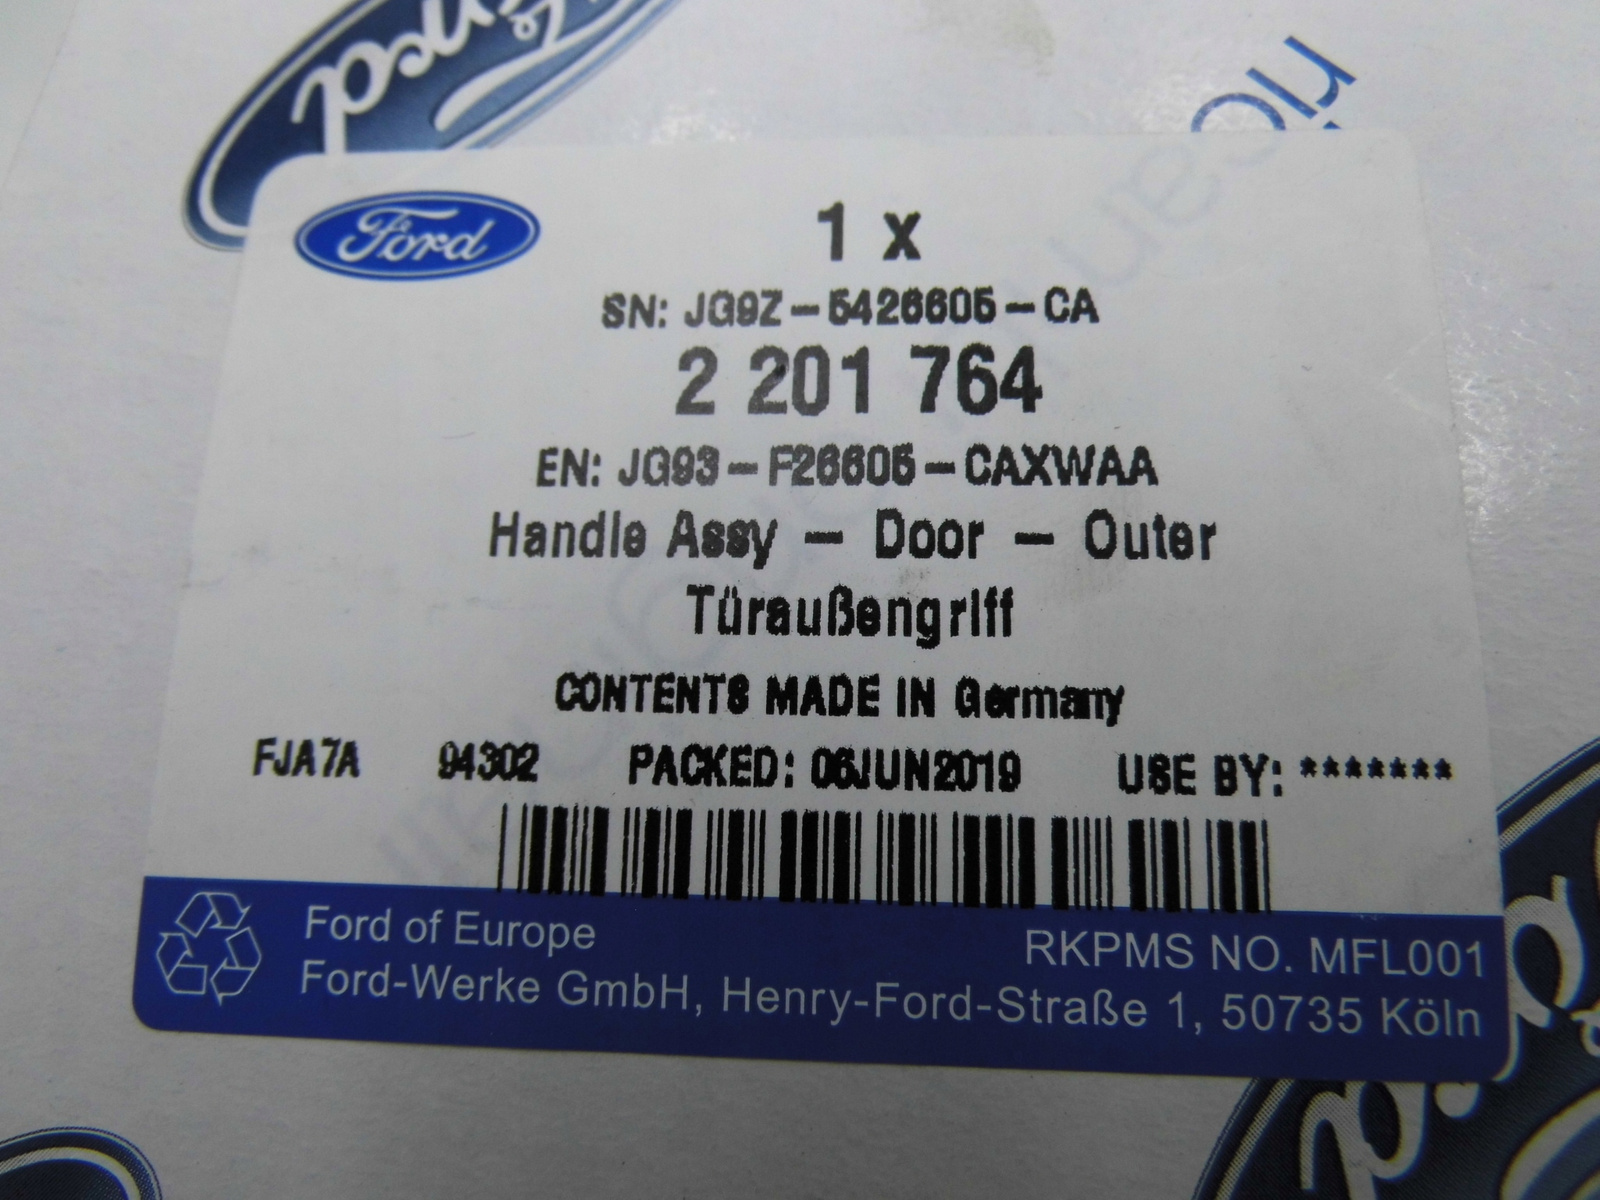 Ford
Ford
1 x
SN: JG9Z-5426605-CA
2 201 764
EN: JG93-F26605-CAXWAA
Handle Assy - Door - Outer
Türaußengriff
CONTENTS MADE IN Germany
FJA7A 94302 PACKED: 06JUN2019 USE BY: *******
Ford of Europe
RKPMS NO. MFL001
Ford-Werke GmbH, Henry-Ford-Straße 1, 50735 Köln